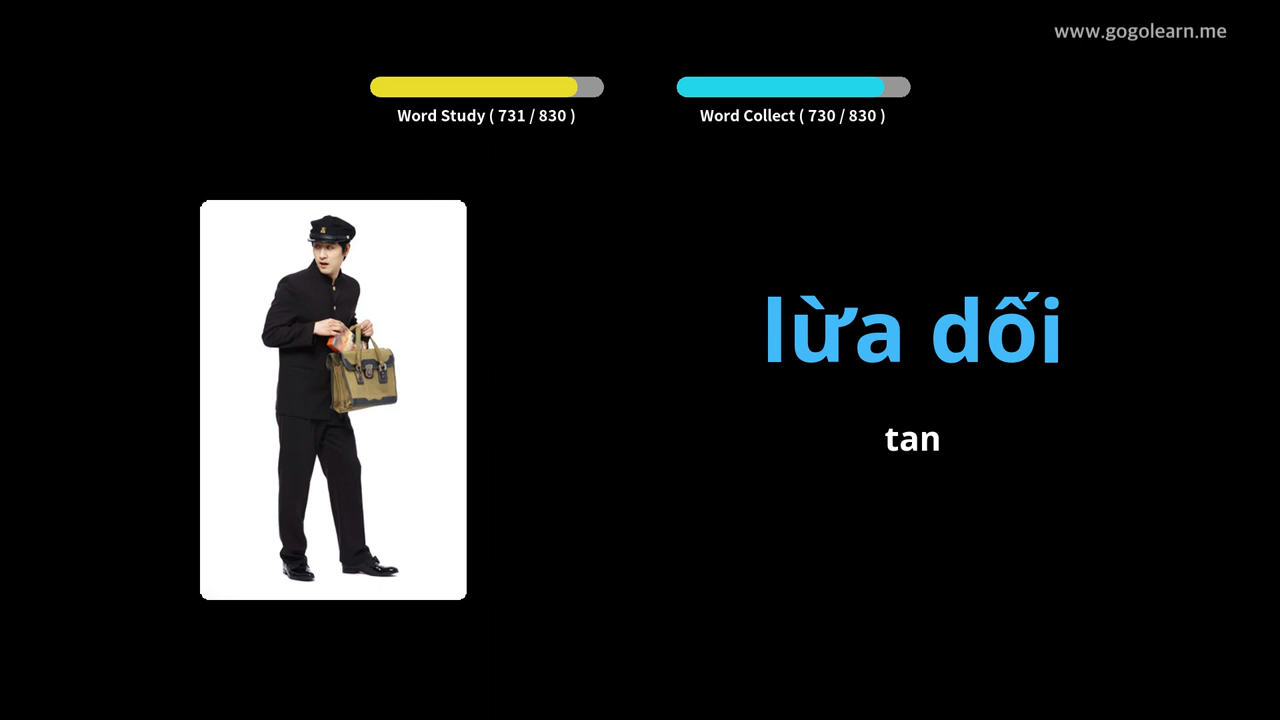 www.gogolearn.me
Word Study ( 731 / 830 )
Word Collect ( 730 / 830 )
lừa dối
tan